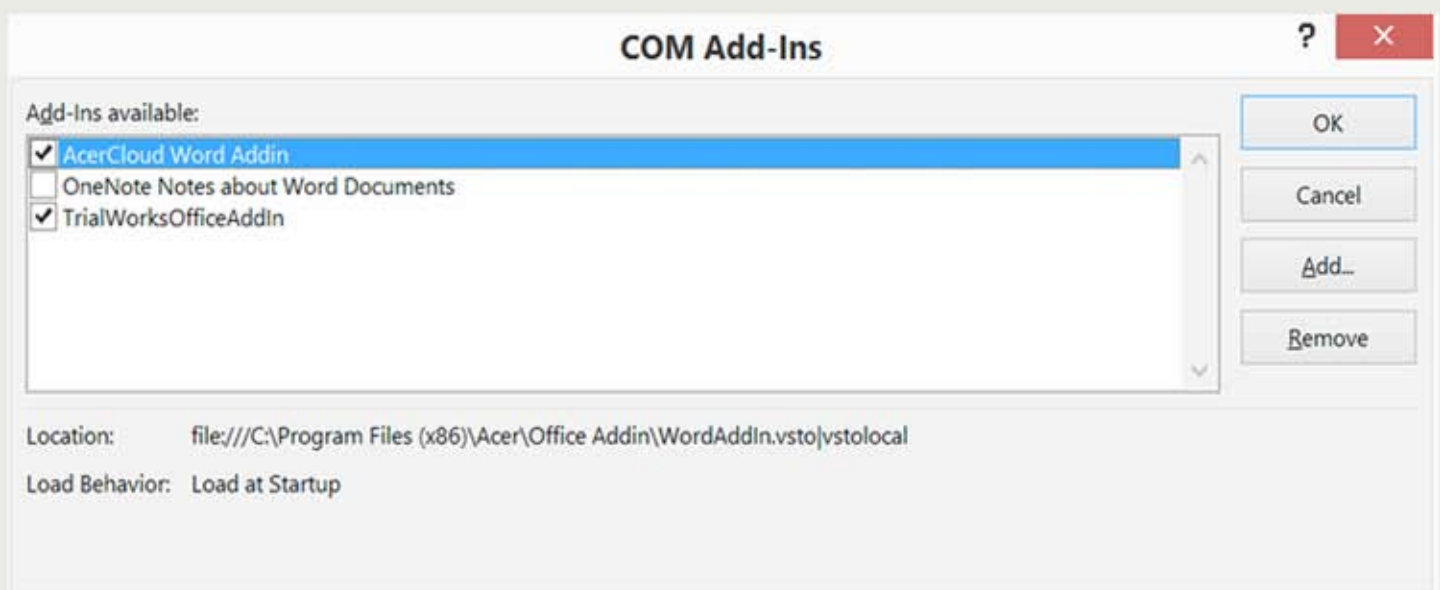 COM Add-Ins
?
Add-Ins available:
AcerCloud Word Addin
OneNote Notes about Word Documents
TrialWorksOfficeAddIn
OK
Cancel
Add...
Remove
Location: file:///C:\Program Files (x86)\Acer\Office Addin\WordAddIn.vsto|vstolocal
Load Behavior: Load at Startup